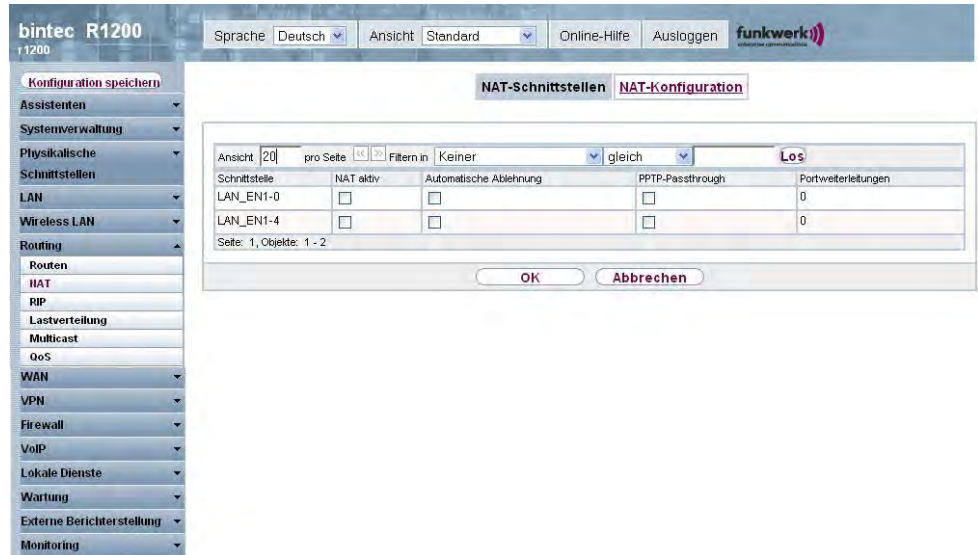 bintec R1200
r1200
Sprache Deutsch Ansicht Standard Online-Hilfe Ausloggen funkwerk
Konfiguration speichern
Assistenten
Systemverwaltung
Physikalische
Schnittstellen
LAN
Wireless LAN
Routing
Routen
NAT
RIP
Lastverteilung
Multicast
QoS
WAN
VPN
Firewall
VoIP
Lokale Dienste
Wartung
Externe Berichterstellung
Monitoring
NAT-Schnittstellen NAT-Konfiguration
Ansicht 20 pro Seite << >> Filtern in Keiner gleich Los
Schnittstelle NAT aktiv Automatische Ablehnung PPTP-Passthrough Portweiterleitungen
LAN_EN1-0 0
LAN_EN1-4 0
Seite: 1, Objekte: 1 - 2
OK Abbrechen